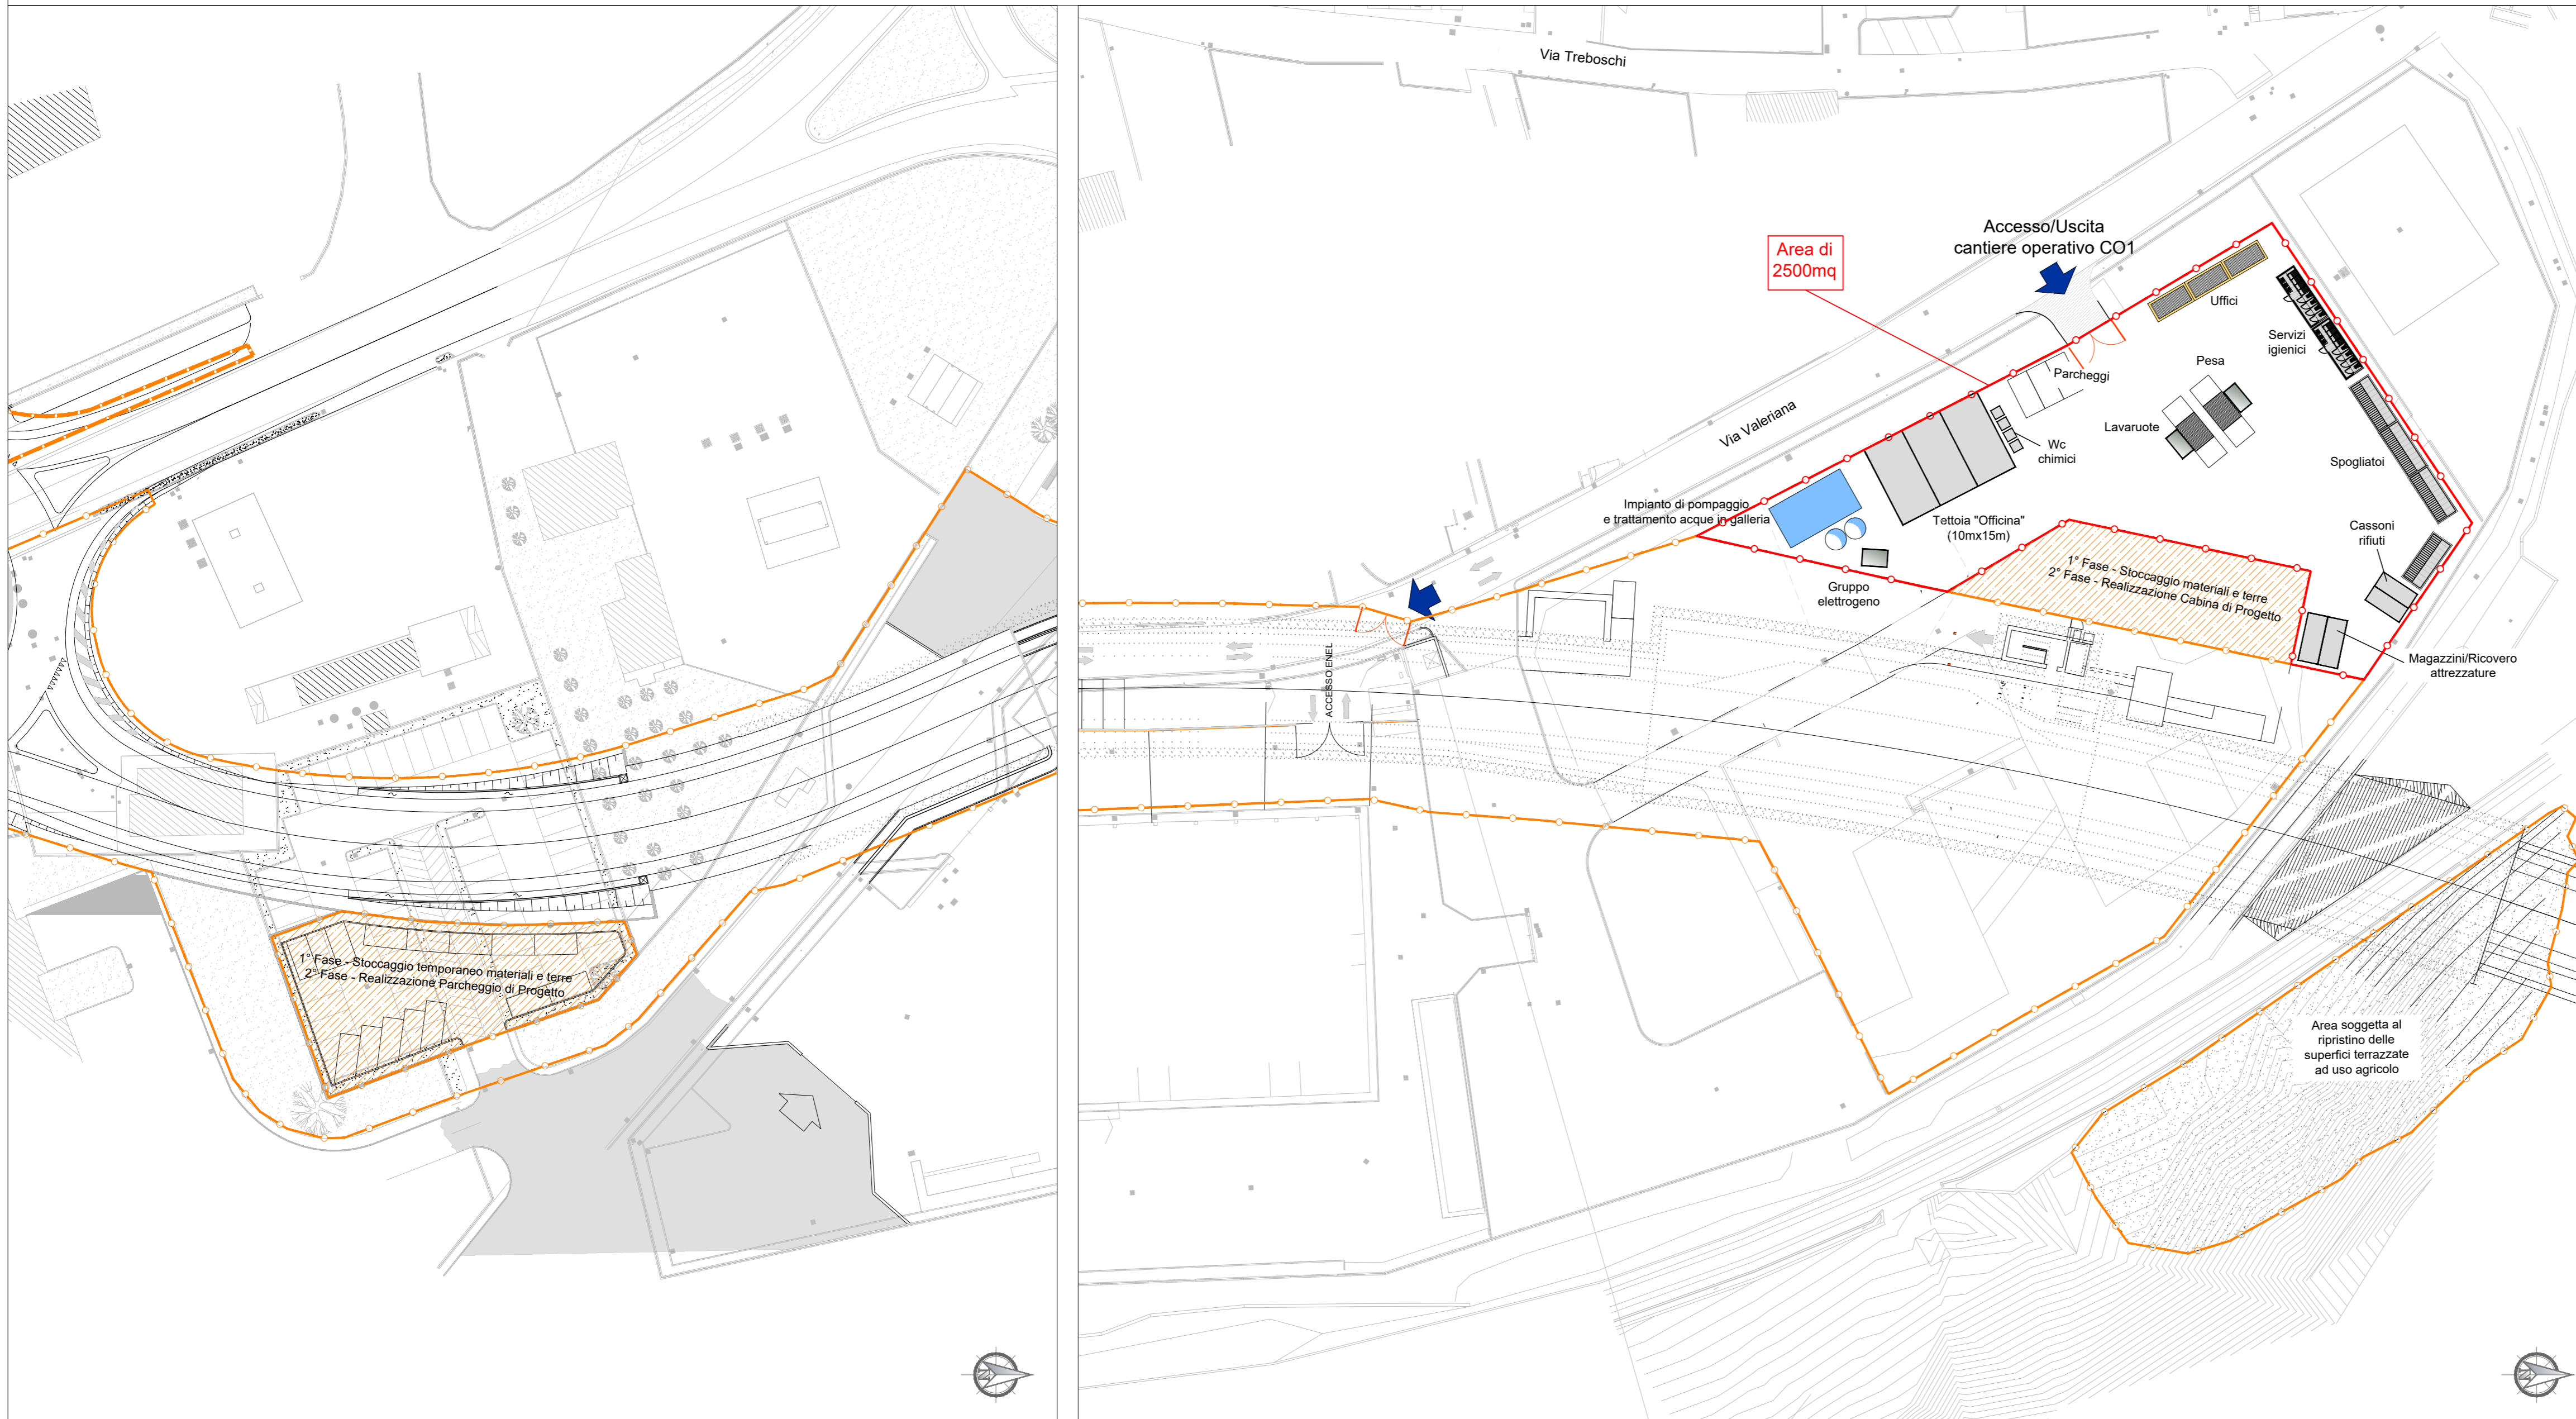 1° Fase - Stoccaggio temporaneo materiali e terre
2° Fase - Realizzazione Parcheggio di Progetto
Via Treboschi
Accesso/Uscita
cantiere operativo CO1
Area di
2500mq
Uffici
Servizi
igienici
Pesa
Parcheggi
Lavaruote
Via Valeriana
Wc
chimici
Spogliatoi
Impianto di pompaggio
e trattamento acque in galleria
Tettoia "Officina"
(10mx15m)
Cassoni
rifiuti
1° Fase - Stoccaggio materiali e terre
2° Fase - Realizzazione Cabina di Progetto
Gruppo
elettrogeno
ACCESSO ENEL
Magazzini/Ricovero
attrezzature
Area soggetta al
ripristino delle
superfici terrazzate
ad uso agricolo
N
N